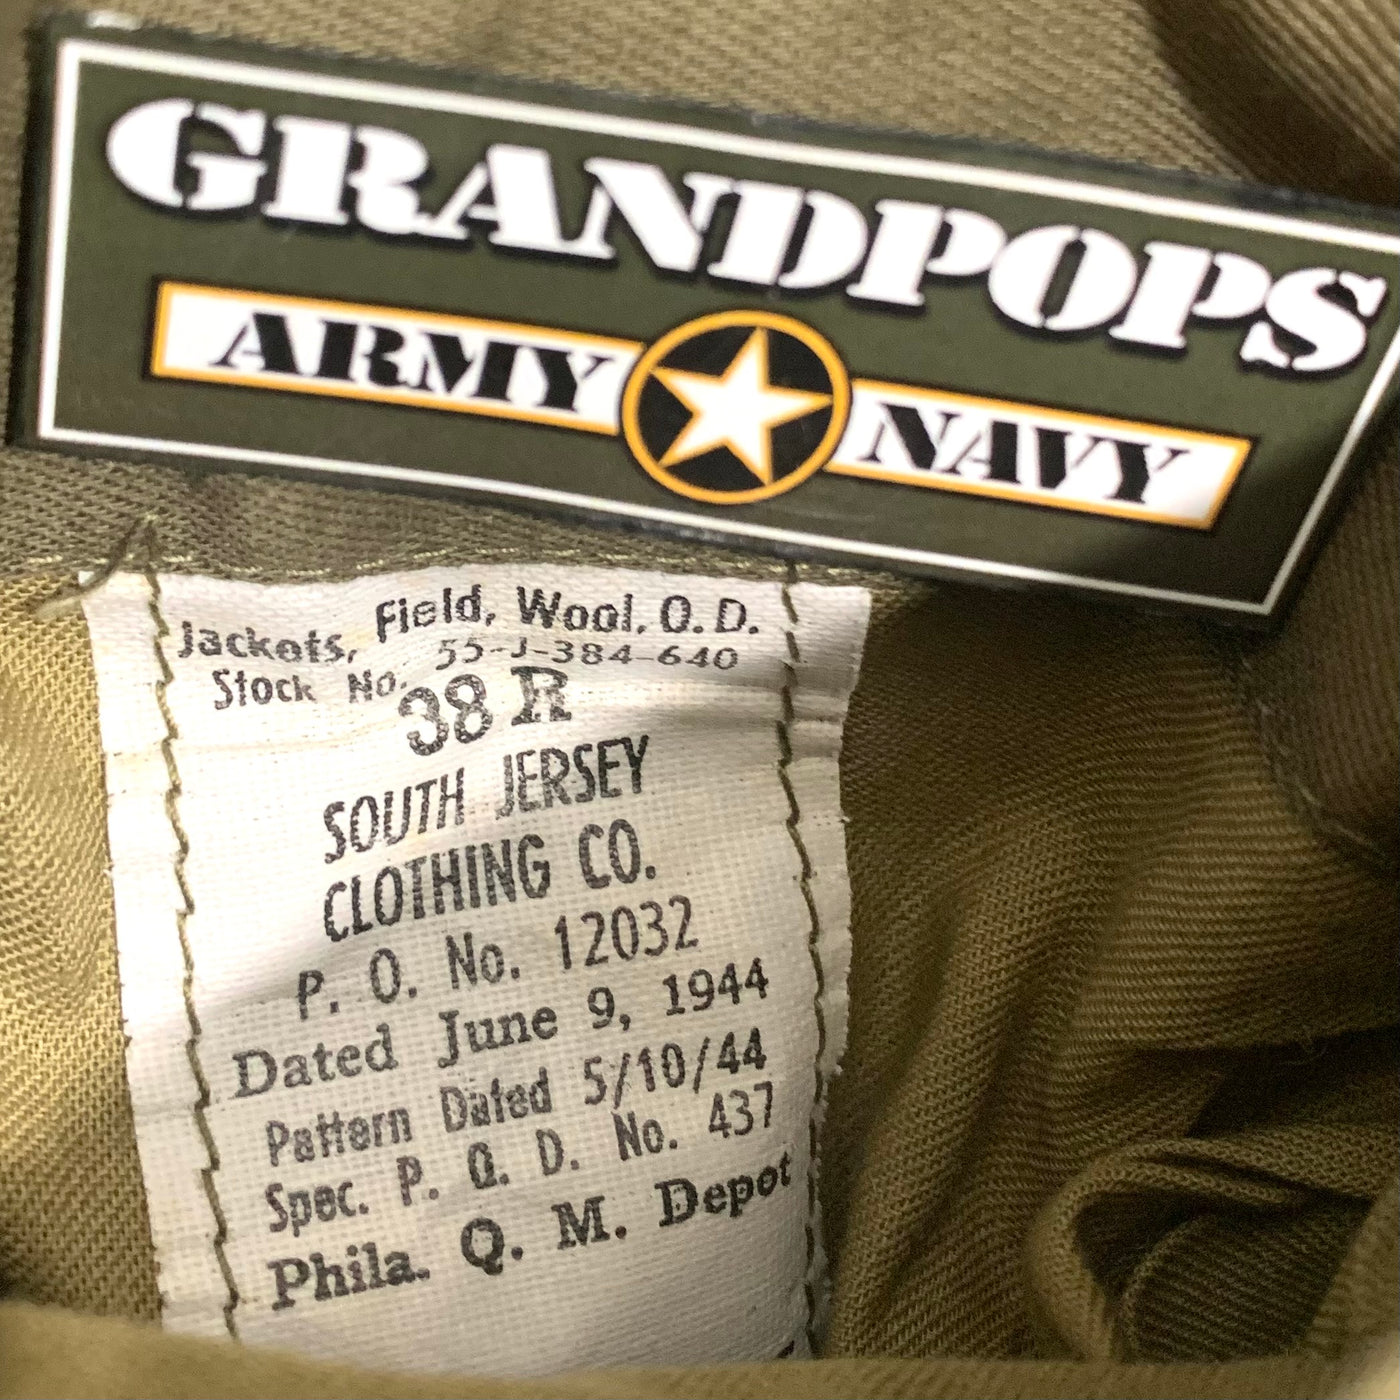 GRANDPOPS
ARMY NAVY
Jackets, Field, Wool, O.D.
Stock No. 55-J-384-640
38 R
SOUTH JERSEY
CLOTHING CO.
P. O. No. 12032
Dated June 9, 1944
Pattern Dated 5/10/44
Spec. P. Q. D. No. 437
Phila. Q. M. Depot